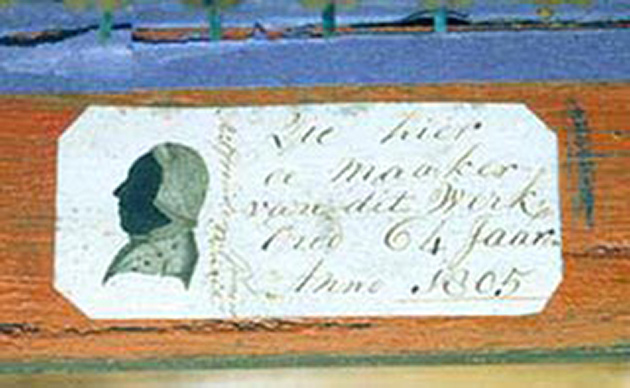 Zie hier
de maaker
van dit Werk
Oud 64 Jaar
Anno 1805